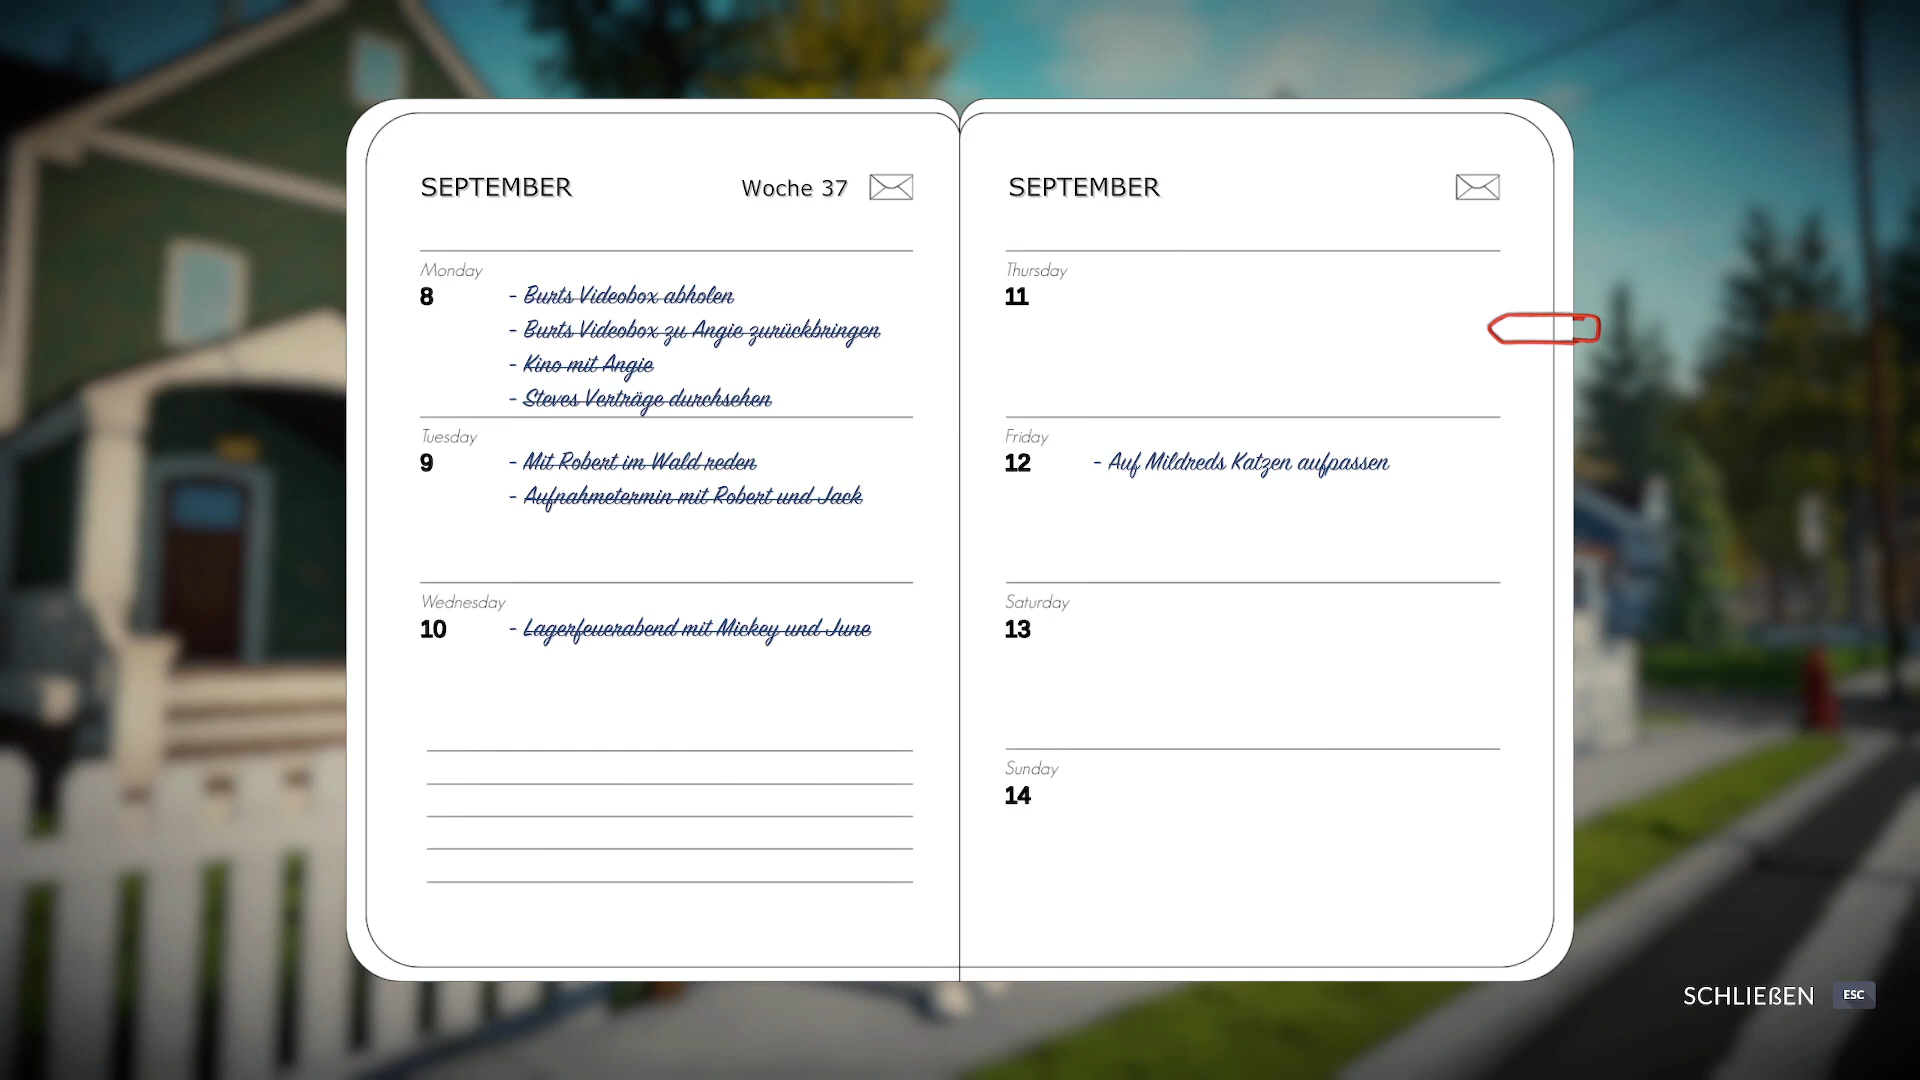 SEPTEMBER Woche 37
Monday
8
- Burts Videobox abholen
- Burts Videobox zu Angie zurückbringen
- Kino mit Angie
- Steves Verträge durchsehen
Tuesday
9
- Mit Robert im Wald reden
- Aufnahmetermin mit Robert und Jack
Wednesday
10
- Lagerfeuerabend mit Mickey und June
SEPTEMBER
Thursday
11
Friday
12
- Auf Mildreds Katzen aufpassen
Saturday
13
Sunday
14
SCHLIEßEN ESC